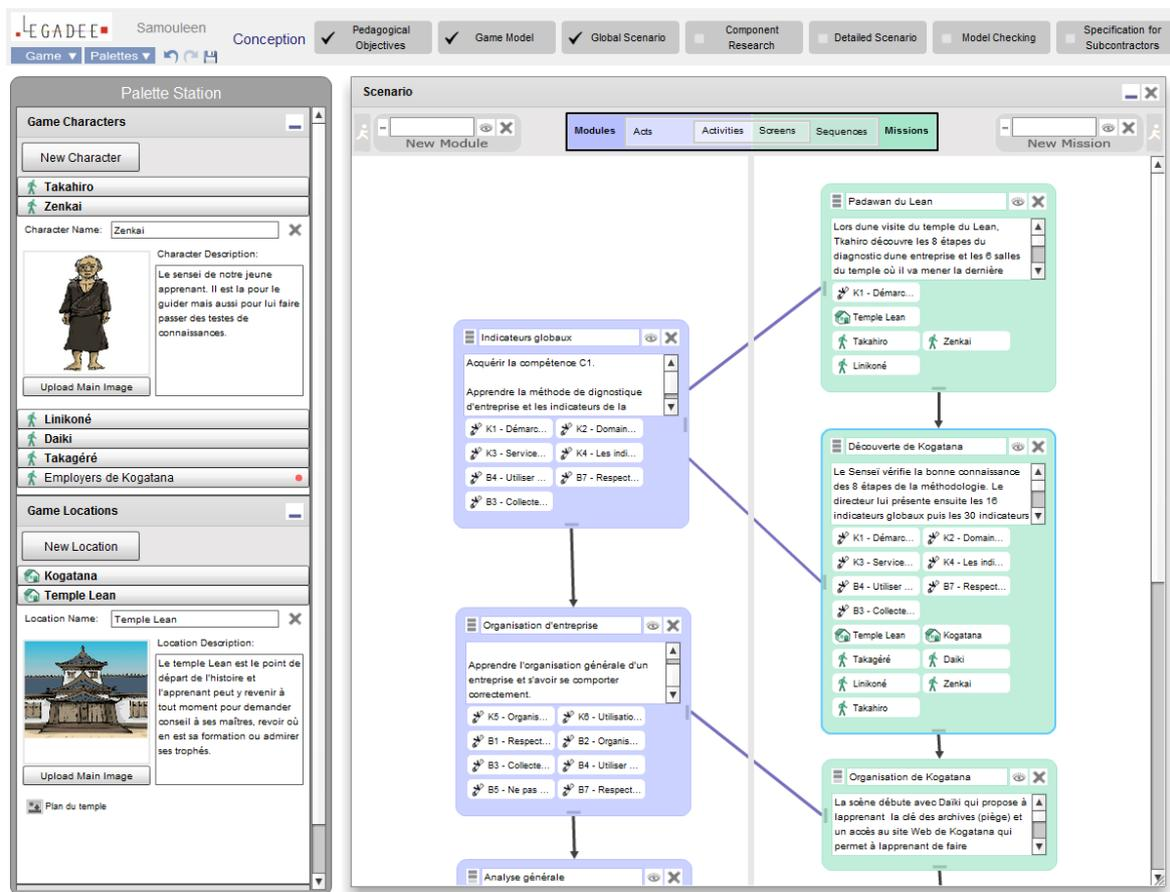 LEGADEE
Samouleen
Game ▼
Palettes ▼
Conception
Pedagogical
Objectives
Game Model
Global Scenario
Component
Research
Detailed Scenario
Model Checking
Specification for
Subcontractors
Palette Station
Game Characters
New Character
Takahiro
Zenkai
Character Name: Zenkai
Character Description:
Le sensei de notre jeune
apprenant. Il est la pour le
guider mais aussi pour lui faire
passer des testes de
connaissances.
Upload Main Image
Linikoné
Daiki
Takagéré
Employers de Kogatana
Game Locations
New Location
Kogatana
Temple Lean
Location Name: Temple Lean
Location Description:
Le temple Lean est le point de
départ de l'histoire et
l'apprenant peut y revenir à
tout moment pour demander
conseil à ses maîtres, revoir où
en est sa formation ou admirer
ses trophés.
Upload Main Image
Plan du temple
Scenario
New Module
Modules Acts Activities Screens Sequences Missions
New Mission
Indicateurs globaux
Acquérir la compétence C1.
Apprendre la méthode de dignostique
d'entreprise et les indicateurs de la
K1 - Démarc... K2 - Domain...
K3 - Service... K4 - Les indi...
B4 - Utiliser ... B7 - Respect...
B3 - Collecte...
Organisation d'entreprise
Apprendre l'organisation générale d'un
entreprise et s'avoir se comporter
correctement.
K5 - Organis... K6 - Utilisatio...
B1 - Respect... B2 - Organis...
B3 - Collecte... B4 - Utiliser ...
B5 - Ne pas ... B7 - Respect...
Analyse générale
Padawan du Lean
Lors dune visite du temple du Lean,
Tkahiro découvre les 8 étapes du
diagnostic dune entreprise et les 6 salles
du temple où il va mener la dernière
K1 - Démarc...
Temple Lean
Takahiro Zenkai
Linikoné
Découverte de Kogatana
Le Senseï vérifie la bonne connaissance
des 8 étapes de la méthodologie. Le
directeur lui présente ensuite les 16
indicateurs globaux puis les 30 indicateurs
K1 - Démarc... K2 - Domain...
K3 - Service... K4 - Les indi...
B4 - Utiliser ... B7 - Respect...
B3 - Collecte...
Temple Lean Kogatana
Takagéré Daiki
Linikoné Zenkai
Takahiro
Organisation de Kogatana
La scène débute avec Daïki qui propose à
lapprenant la clé des archives (piège) et
un accès au site Web de Kogatana qui
permet à lapprenant de faire